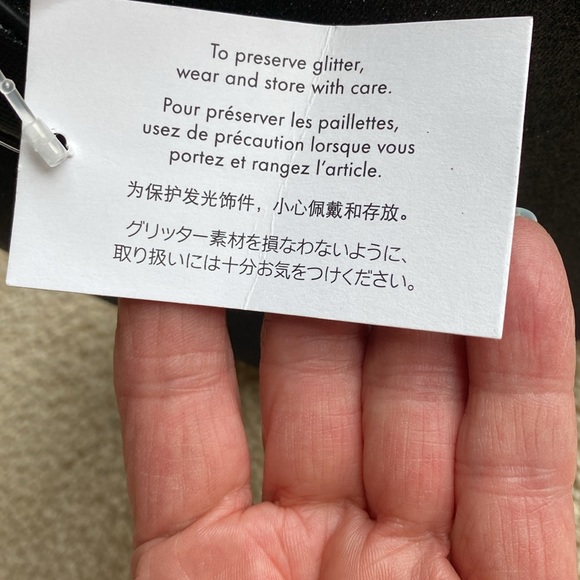 To preserve glitter,
wear and store with care.
Pour préserver les paillettes,
usez de précaution lorsque vous
portez et rangez l'article.
为保护发光饰件，小心佩戴和存放。
グリッター素材を損なわないように、
取り扱いには十分お気をつけください。